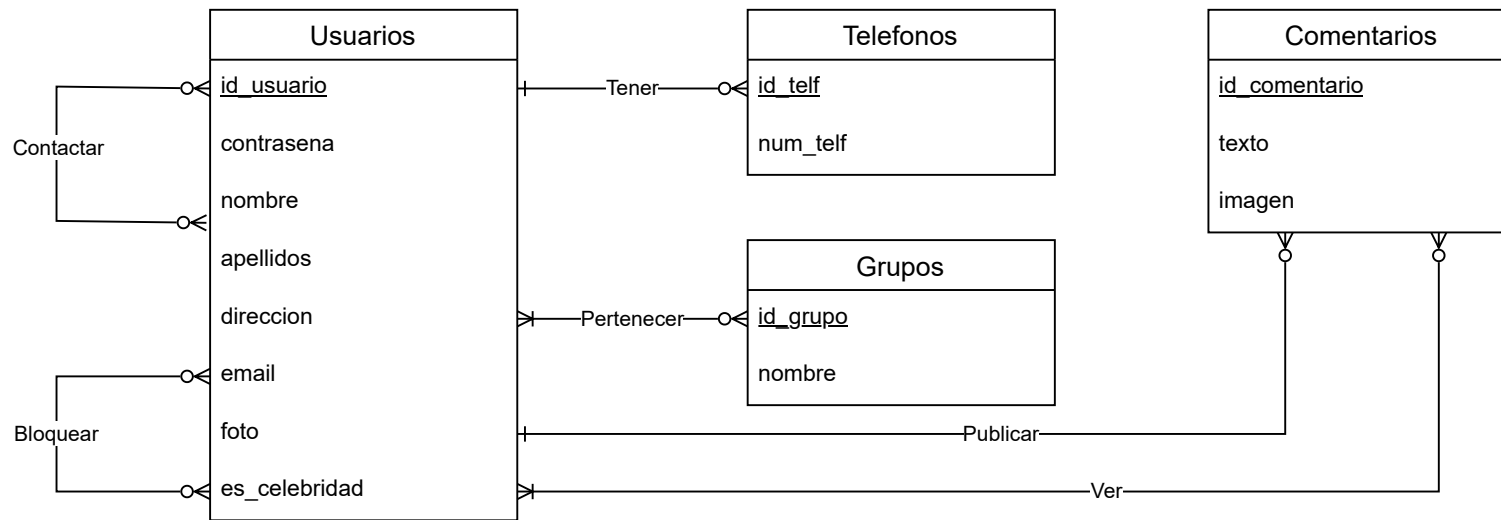 Usuarios
id_usuario
contrasena
nombre
apellidos
direccion
email
foto
es_celebridad
Contactar
Bloquear
Tener
Telefonos
id_telf
num_telf
Pertenecer
Grupos
id_grupo
nombre
Publicar
Ver
Comentarios
id_comentario
texto
imagen